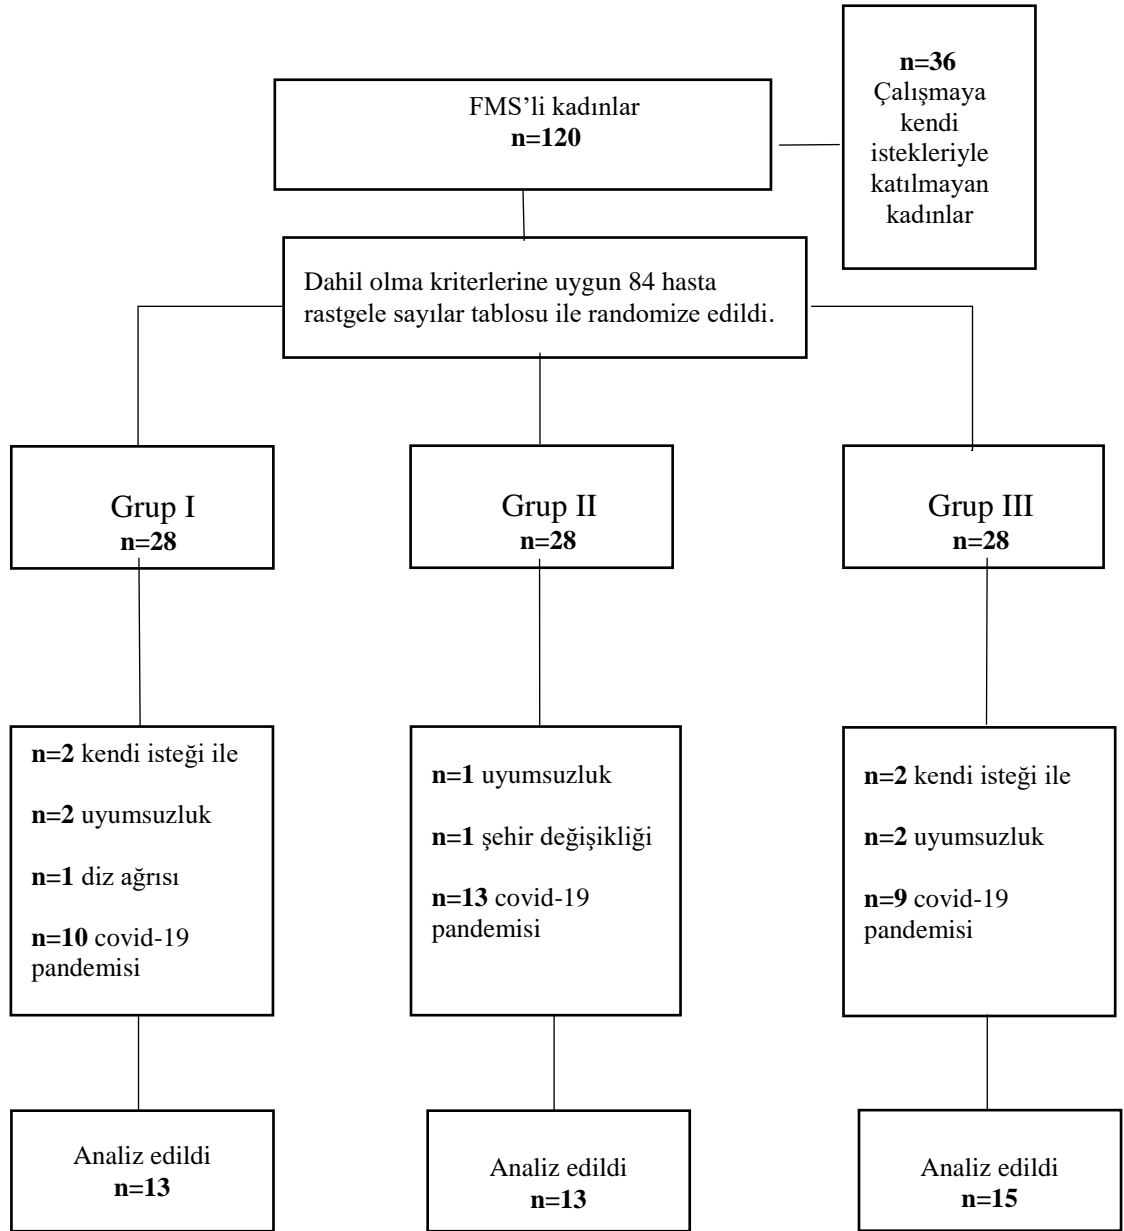 FMS’li kadınlar
n=120
n=36
Çalışmaya
kendi
istekleriyle
katılmayan
kadınlar
Dahil olma kriterlerine uygun 84 hasta
rastgele sayılar tablosu ile randomize edildi.
Grup I
n=28
Grup II
n=28
Grup III
n=28
n=2 kendi isteği ile
n=2 uyumsuzluk
n=1 diz ağrısı
n=10 covid-19
pandemisi
n=1 uyumsuzluk
n=1 şehir değişikliği
n=13 covid-19
pandemisi
n=2 kendi isteği ile
n=2 uyumsuzluk
n=9 covid-19
pandemisi
Analiz edildi
n=13
Analiz edildi
n=13
Analiz edildi
n=15